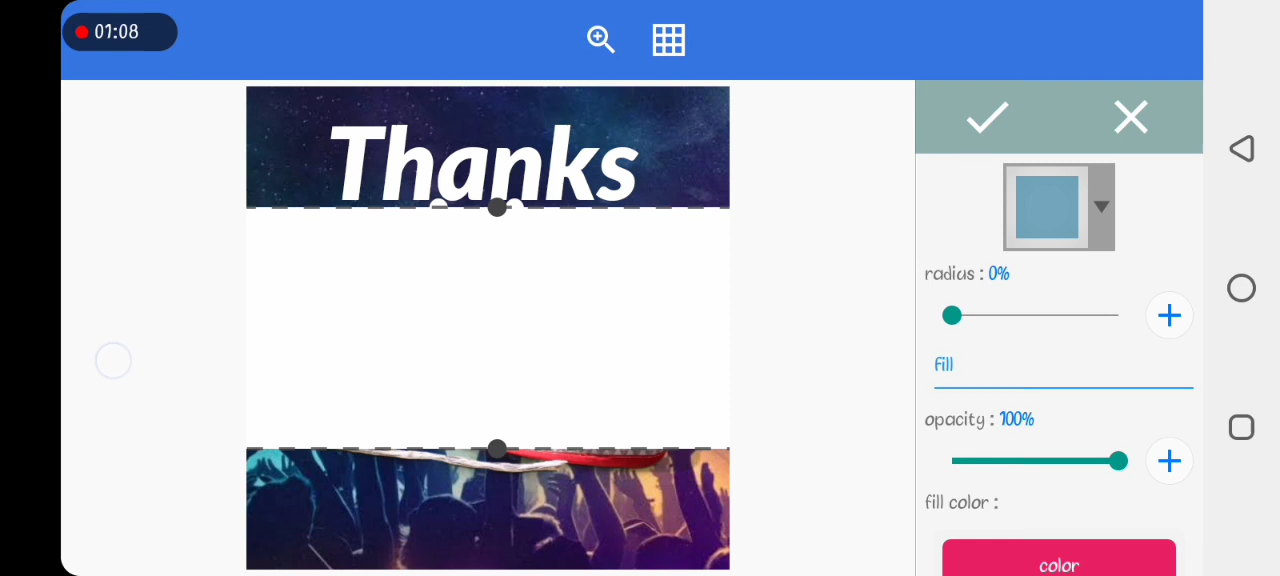 01:08
Thanks
radius : 0%
fill
opacity : 100%
fill color :
color